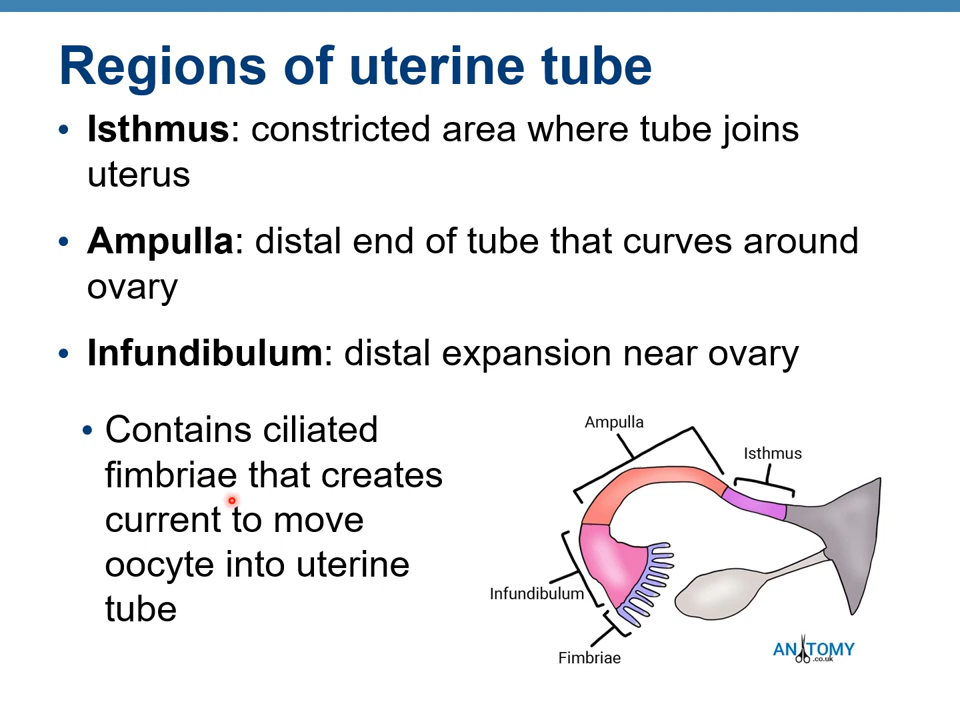 Regions of uterine tube
• Isthmus: constricted area where tube joins
uterus
• Ampulla: distal end of tube that curves around
ovary
• Infundibulum: distal expansion near ovary
• Contains ciliated
fimbriae that creates
current to move
oocyte into uterine
tube
Ampulla
Isthmus
Infundibulum
Fimbriae
ANATOMY
.co.uk